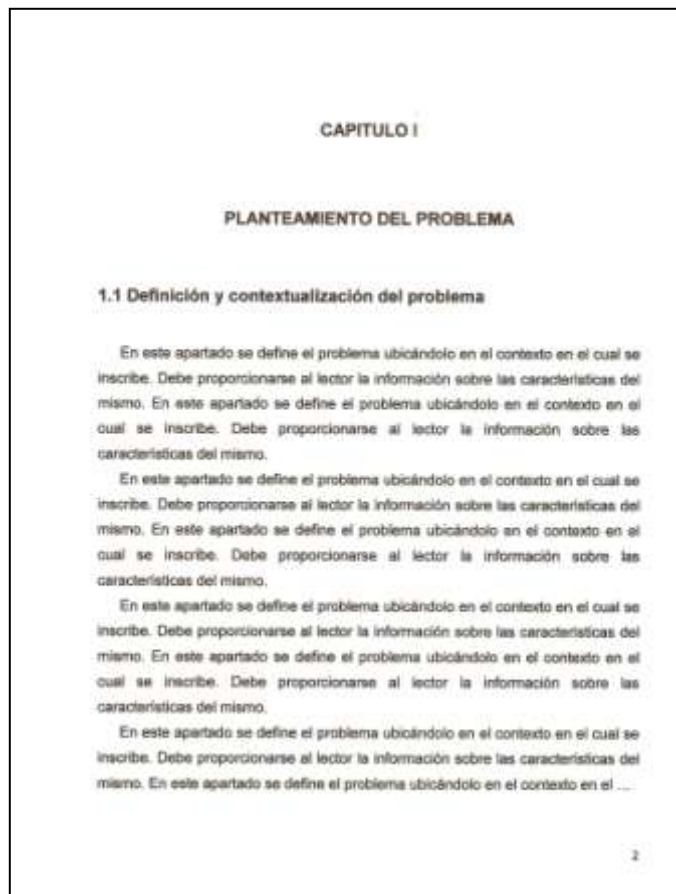 CAPITULO I
PLANTEAMIENTO DEL PROBLEMA
1.1 Definición y contextualización del problema
En este apartado se define el problema ubicándolo en el contexto en el cual se
inscribe. Debe proporcionarse al lector la información sobre las características del
mismo. En este apartado se define el problema ubicándolo en el contexto en el
cual se inscribe. Debe proporcionarse al lector la información sobre las
características del mismo.
En este apartado se define el problema ubicándolo en el contexto en el cual se
inscribe. Debe proporcionarse al lector la información sobre las características del
mismo. En este apartado se define el problema ubicándolo en el contexto en el
cual se inscribe. Debe proporcionarse al lector la información sobre las
características del mismo.
En este apartado se define el problema ubicándolo en el contexto en el cual se
inscribe. Debe proporcionarse al lector la información sobre las características del
mismo. En este apartado se define el problema ubicándolo en el contexto en el
cual se inscribe. Debe proporcionarse al lector la información sobre las
características del mismo.
En este apartado se define el problema ubicándolo en el contexto en el cual se
inscribe. Debe proporcionarse al lector la información sobre las características del
mismo. En este apartado se define el problema ubicándolo en el contexto en el ...
2